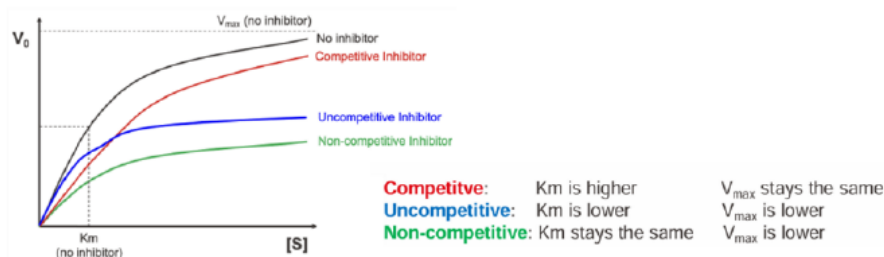 Vmax (no inhibitor)
V0
No inhibitor
Competitive Inhibitor
Uncompetitive Inhibitor
Non-competitive Inhibitor
Km
(no inhibitor)
[S]
Competitve: Km is higher Vmax stays the same
Uncompetitive: Km is lower Vmax is lower
Non-competitive: Km stays the same Vmax is lower